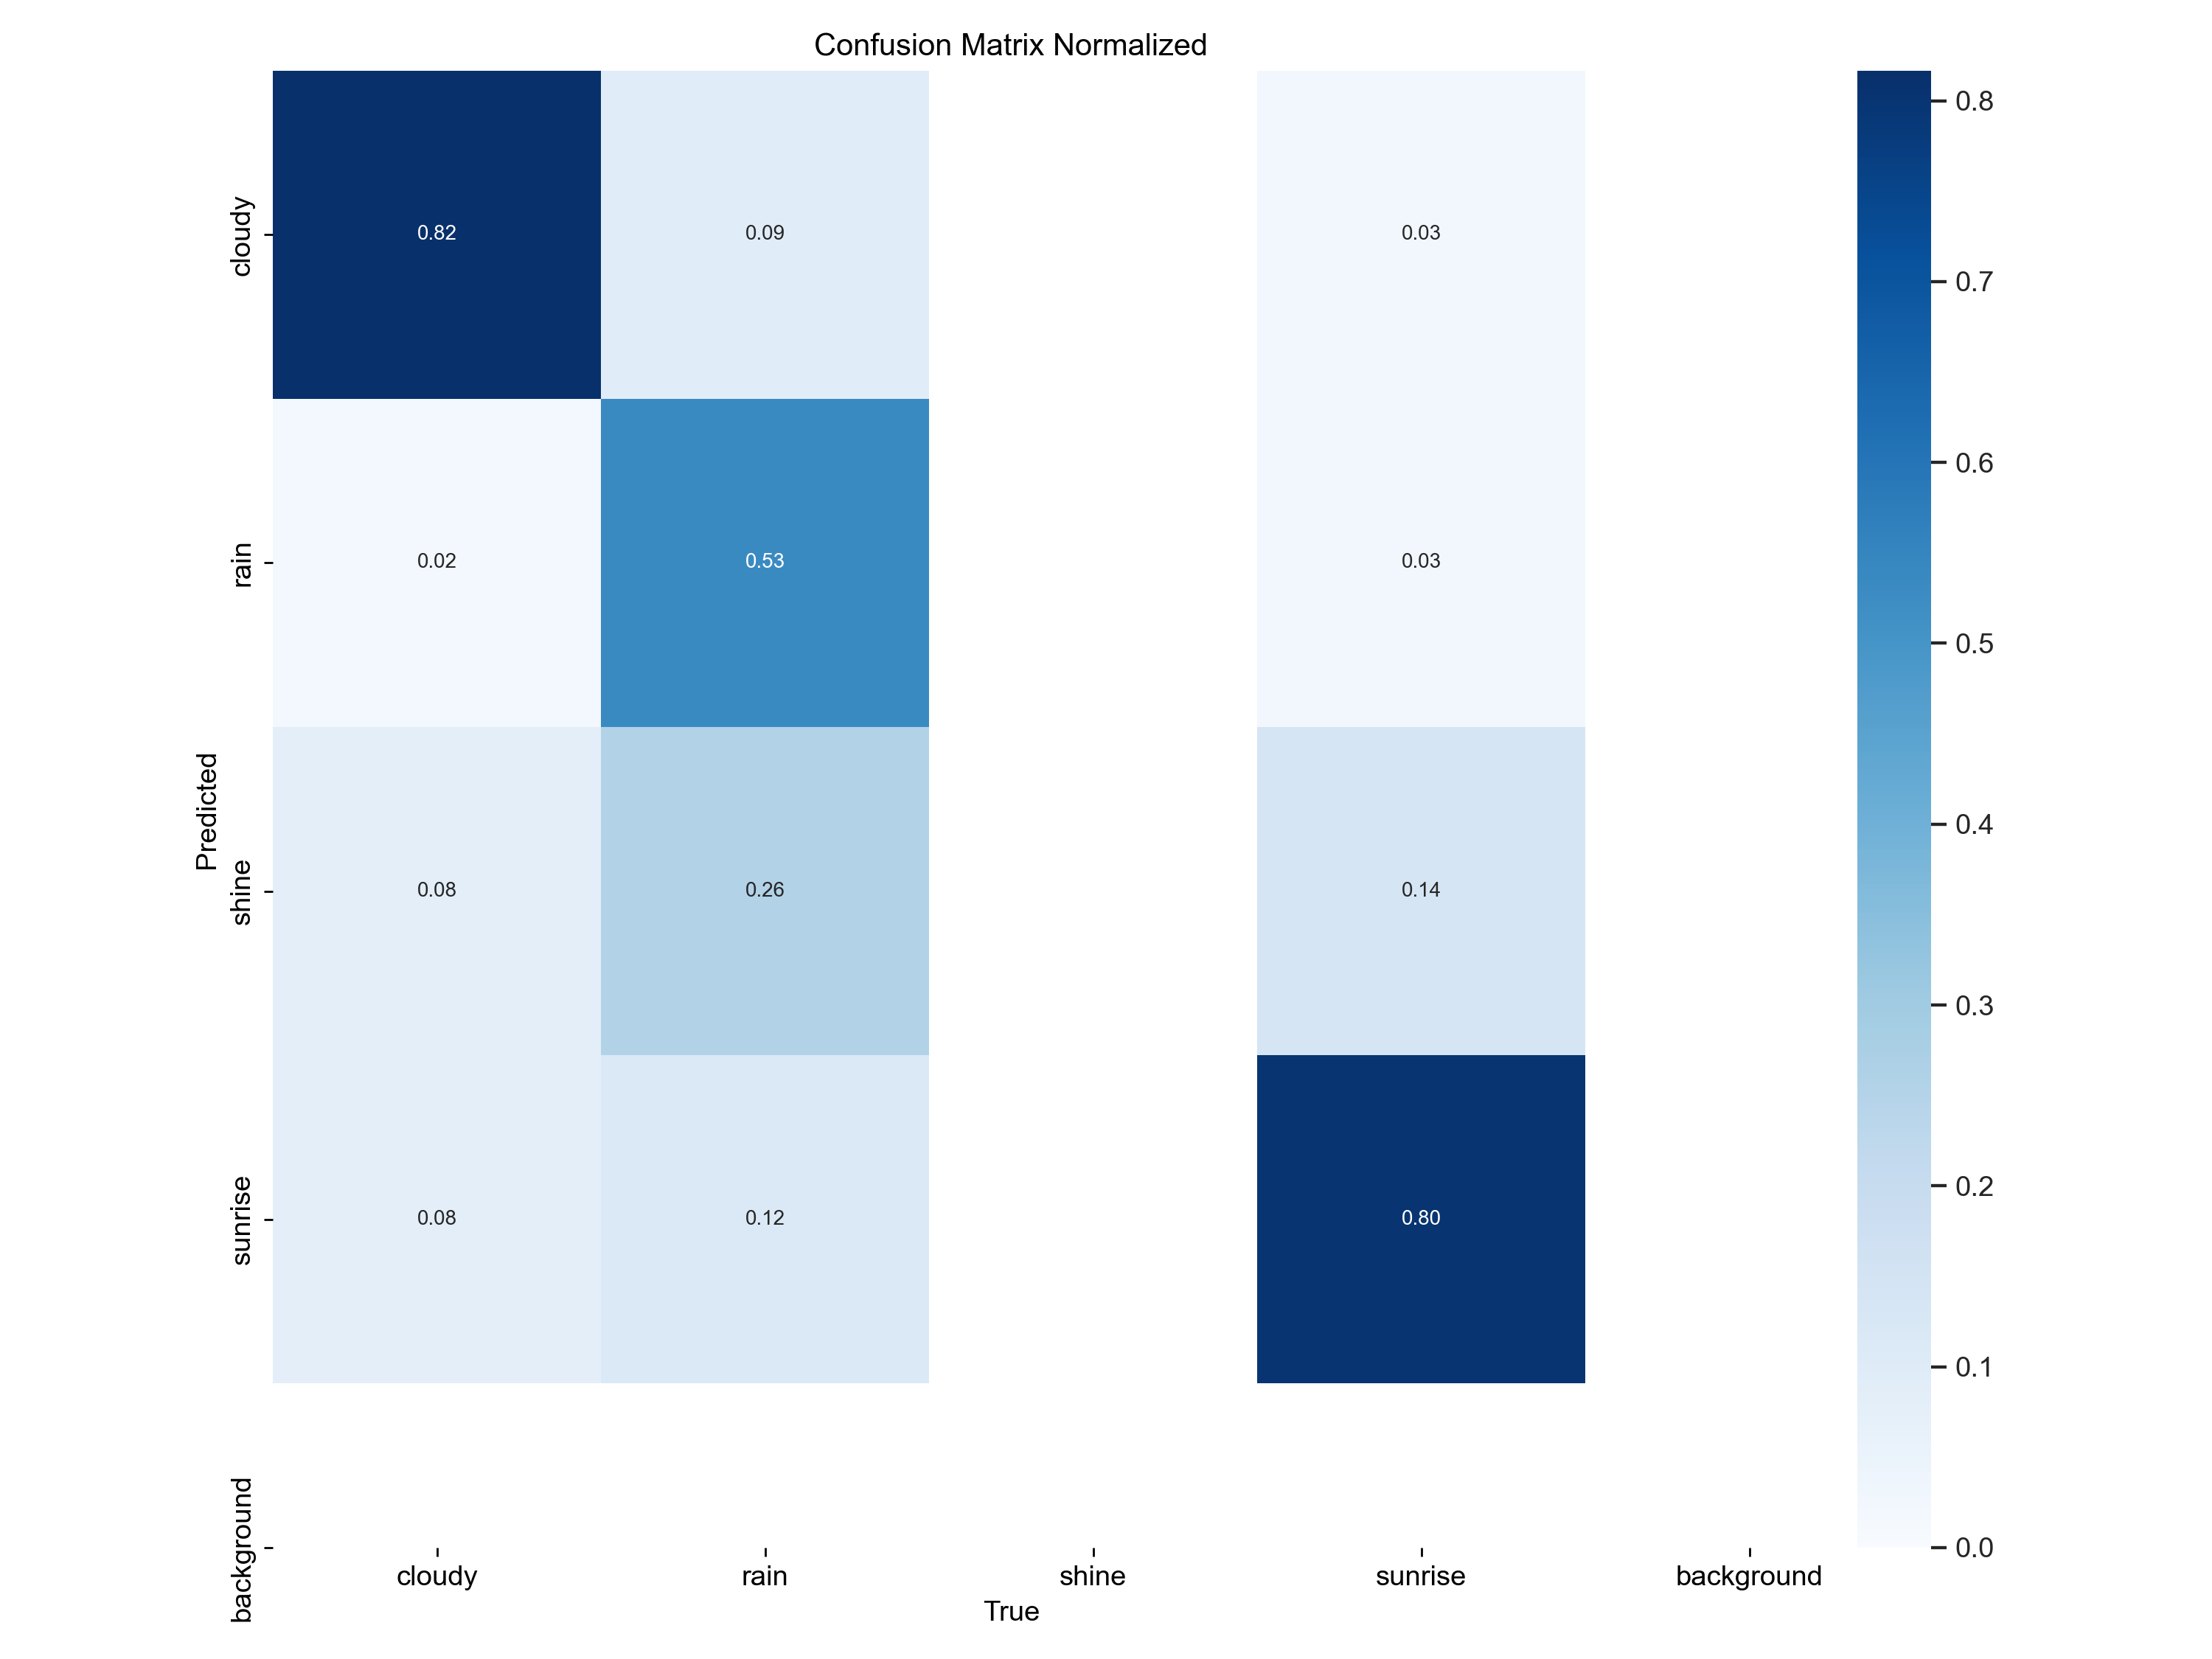 Confusion Matrix Normalized
cloudy
0.82
0.09
0.03
rain
0.02
0.53
0.03
Predicted
shine
0.08
0.26
0.14
sunrise
0.08
0.12
0.80
background
cloudy
rain
shine
sunrise
background
True
0.8
0.7
0.6
0.5
0.4
0.3
0.2
0.1
0.0